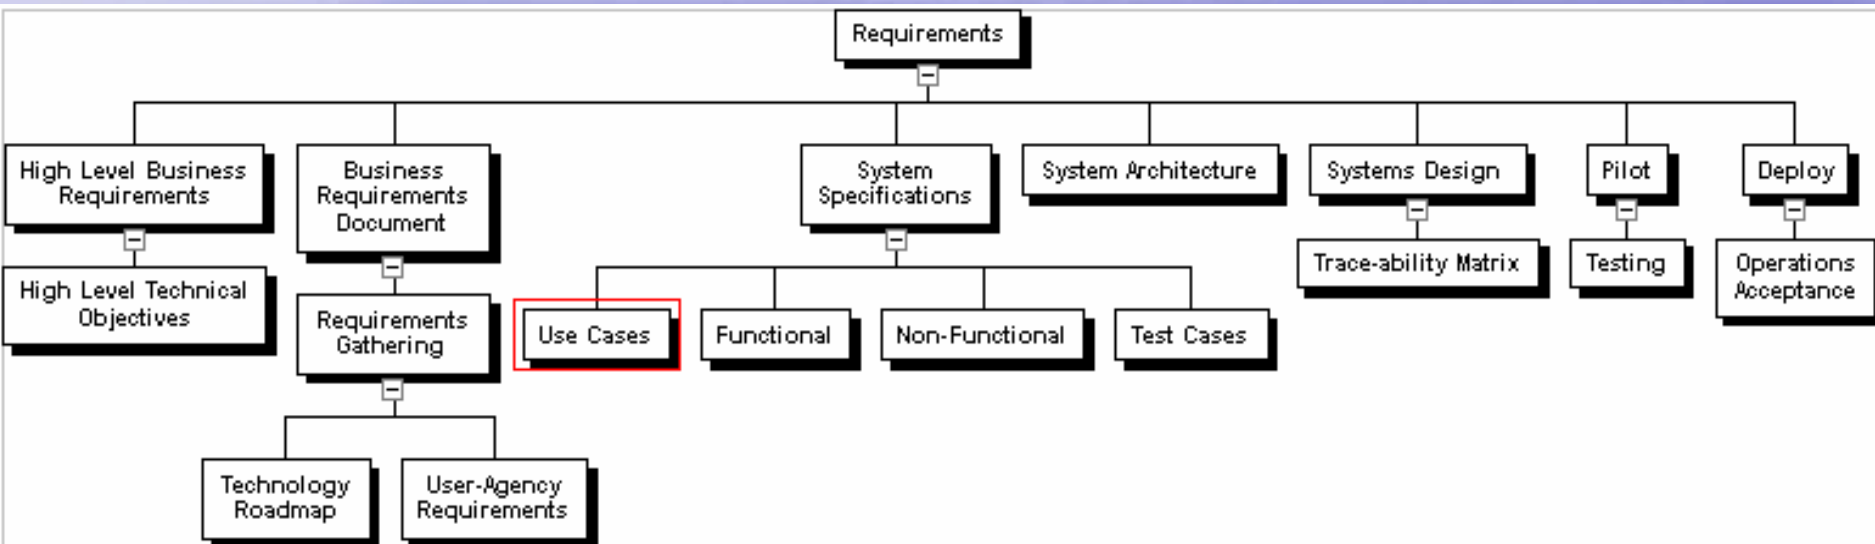 Requirements
High Level Business
Requirements
Business
Requirements
Document
System
Specifications
System Architecture
Systems Design
Pilot
Deploy
High Level Technical
Objectives
Requirements
Gathering
Use Cases
Functional
Non-Functional
Test Cases
Trace-ability Matrix
Testing
Operations
Acceptance
Technology
Roadmap
User-Agency
Requirements